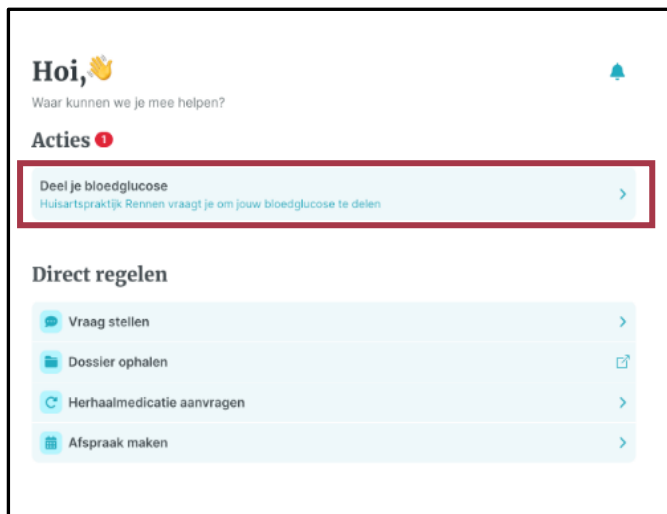 Hoi,👋
Waar kunnen we je mee helpen?
Acties 1
Deel je bloedglucose
Huisartspraktijk Rennen vraagt je om jouw bloedglucose te delen
Direct regelen
Vraag stellen
Dossier ophalen
Herhaalmedicatie aanvragen
Afspraak maken